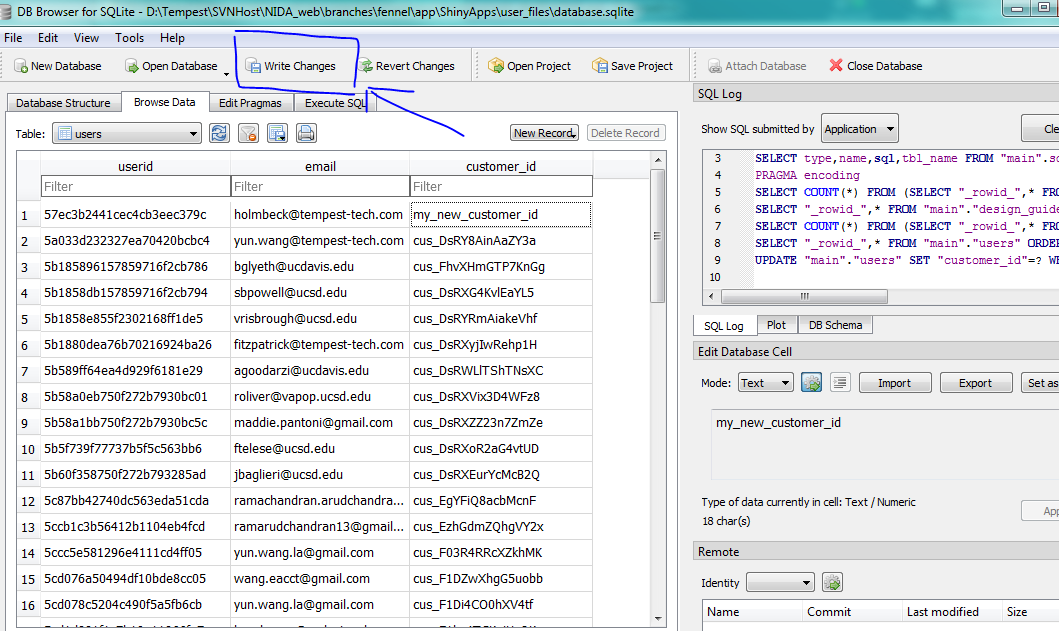 DB Browser for SQLite - D:\Tempest\SVNHost\NIDA_web\branches\fennel\app\ShinyApps\user_files\database.sqlite
File Edit View Tools Help
New Database Open Database Write Changes Revert Changes Open Project Save Project Attach Database Close Database
Database Structure Browse Data Edit Pragmas Execute SQL
Table: users New Record Delete Record
userid email customer_id
Filter Filter Filter
1 57ec3b2441cec4cb3eec379c holmbeck@tempest-tech.com my_new_customer_id
2 5a033d232327ea70420bcbc4 yun.wang@tempest-tech.com cus_DsRY8AinAaZY3a
3 5b185896157859716f2cb786 bglyeth@ucdavis.edu cus_FhvXHmGTP7KnGg
4 5b1858db157859716f2cb794 sbpowell@ucsd.edu cus_DsRXG4KvlEaYL5
5 5b1858e855f2302168ff1de5 vrisbrough@ucsd.edu cus_DsRYRmAiakeVhf
6 5b1880dea76b70216924ba26 fitzpatrick@tempest-tech.com cus_DsRXyjIwRehp1H
7 5b589ff64ea4d929f6181e29 agoodarzi@ucdavis.edu cus_DsRWLlTShTNsXC
8 5b58a0eb750f272b7930bc01 roliver@vapop.ucsd.edu cus_DsRXVix3D4WFz8
9 5b58a1bb750f272b7930bc5c maddie.pantoni@gmail.com cus_DsRXZZ23n7ZmZe
10 5b5f739f77737b5f5c563bb6 ftelese@ucsd.edu cus_DsRXoR2aG4vtUD
11 5b60f358750f272b793285ad jbaglieri@ucsd.edu cus_DsRXEurYcMcB2Q
12 5c87bb42740dc563eda51cda ramachandran.arudchandra... cus_EgYFiQ8acbMcnF
13 5ccb1c3b56412b1104eb4fcd ramarudchandran13@gmail... cus_EzhGdmZQhgVY2x
14 5ccc5e581296e4111cd4ff05 yun.wang.la@gmail.com cus_F03R4RRcXZkhMK
15 5cd076a50494df10bde8cc05 wang.eacct@gmail.com cus_F1DZwXhgG5uobb
16 5cd078c5204c490f5a5fb6cb yun.wang.la@gmail.com cus_F1Di4CO0hXV4tf
SQL Log
Show SQL submitted by Application Cle
3 SELECT type,name,sql,tbl_name FROM "main".sq
4 PRAGMA encoding
5 SELECT COUNT(*) FROM (SELECT "_rowid_",* FRO
6 SELECT "_rowid_",* FROM "main"."design_guide
7 SELECT COUNT(*) FROM (SELECT "_rowid_",* FRO
8 SELECT "_rowid_",* FROM "main"."users" ORDER
9 UPDATE "main"."users" SET "customer_id"=? WH
10
SQL Log Plot DB Schema
Edit Database Cell
Mode: Text Import Export Set as
my_new_customer_id
Type of data currently in cell: Text / Numeric
18 char(s) App
Remote
Identity
Name Commit Last modified Size